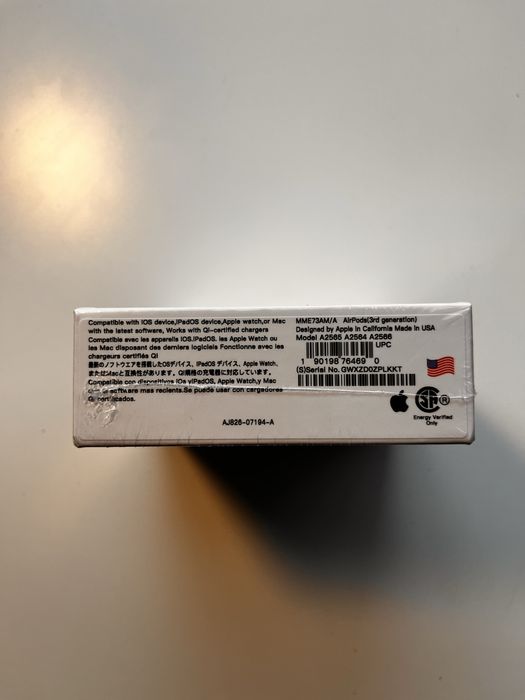 Compatible with iOS device,iPadOS device,Apple watch,or Mac
with the latest software, Works with Qi-certified chargers
Compatible avec les appareils iOS.IPadOS. les Apple Watch ou
les Mac disposant des derniers logiciels Fonctionne avec les
chargeurs certifiés QI
最新のソフトウエアを搭載したOSデバイス、IPadOS デバイス、Apple Watch、
またはMacと互換性があります。QI規格の充電器に対応しています。
Compatible con dispositivos iOs yiPadOS, Apple Watch,y Mac
con el software mas recients.Se puede usar con cargadores
Qi certificados.
AJ826-07194-A
MME73AM/A AirPods(3rd generation)
Designed by Apple in California Made in USA
Model A2565 A2564 A2566
UPC
1 90198 76469 0
(S)Serial No. GWXZD0ZPLKKT
Energy Verified
Only